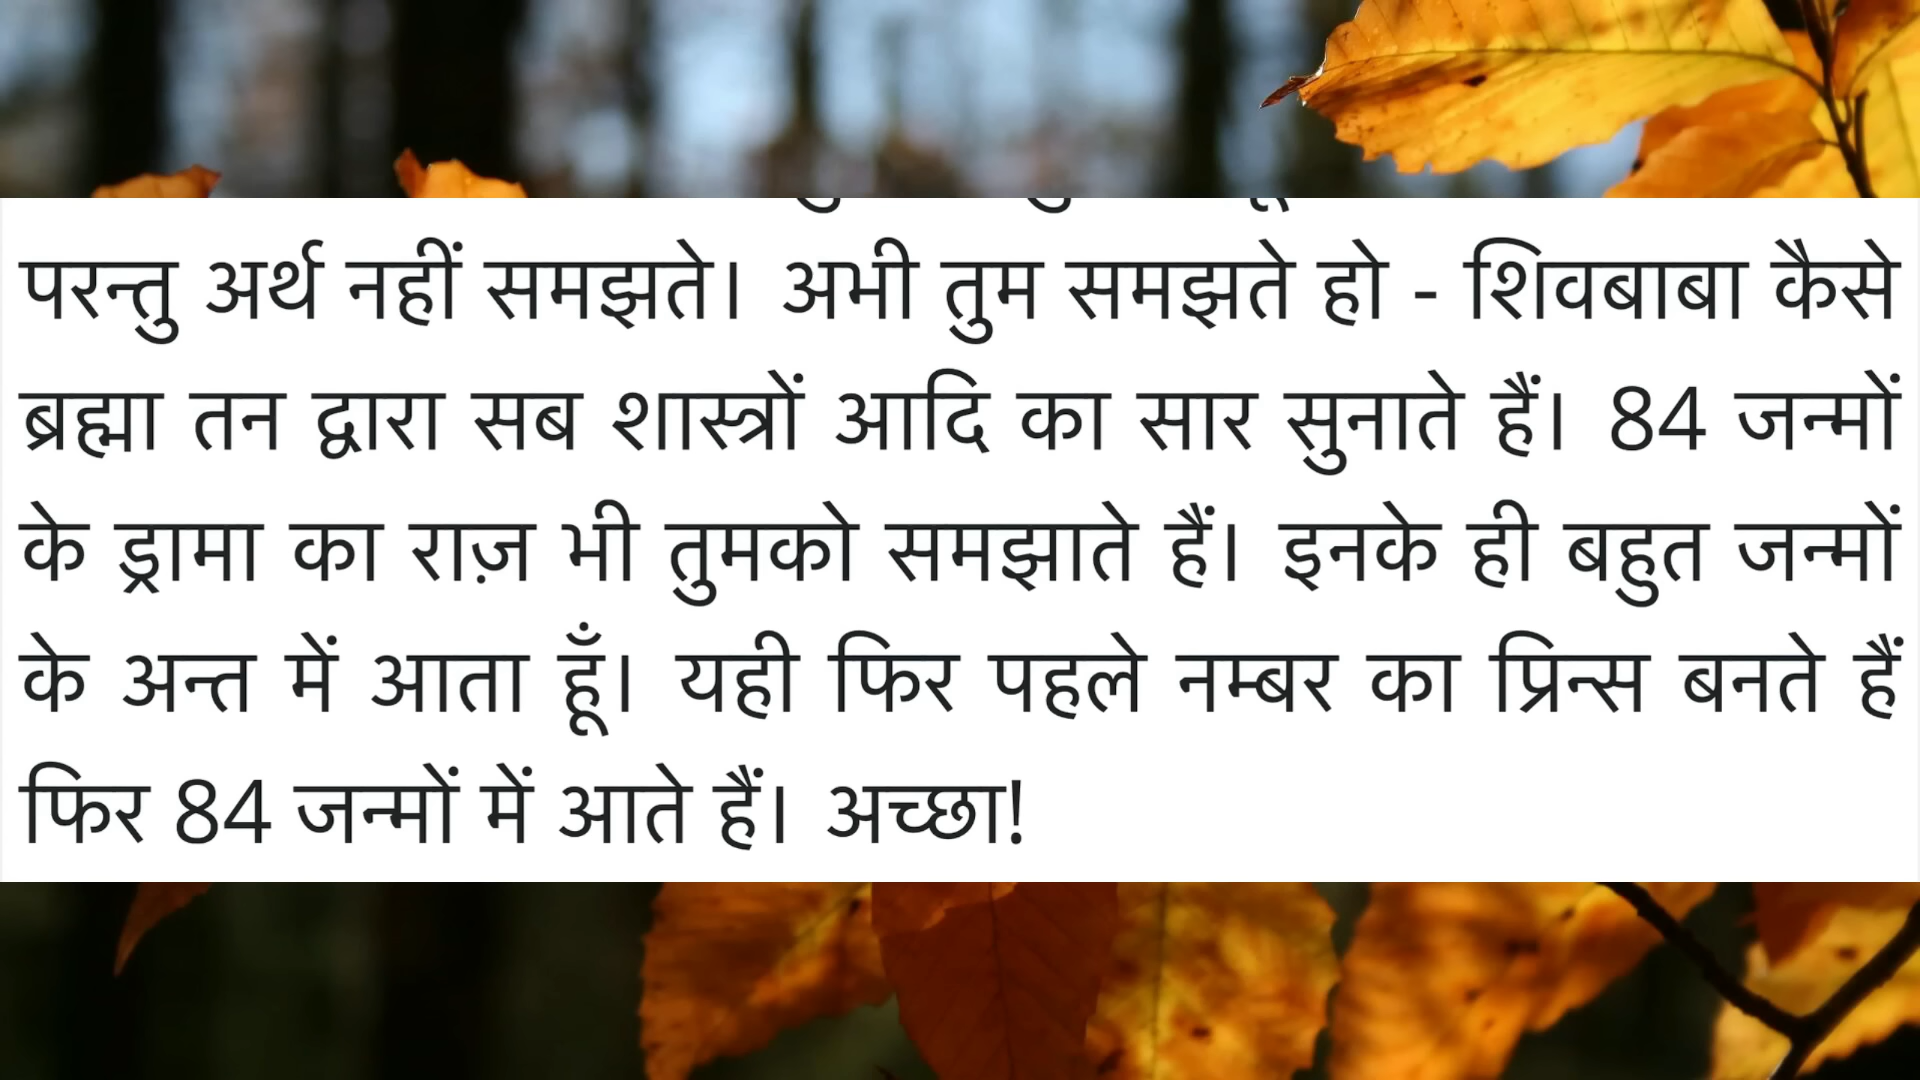 परन्तु अर्थ नहीं समझते। अभी तुम समझते हो - शिवबाबा कैसे
ब्रह्मा तन द्वारा सब शास्त्रों आदि का सार सुनाते हैं। 84 जन्मों
के ड्रामा का राज़ भी तुमको समझाते हैं। इनके ही बहुत जन्मों
के अन्त में आता हूँ। यही फिर पहले नम्बर का प्रिन्स बनते हैं
फिर 84 जन्मों में आते हैं। अच्छा!